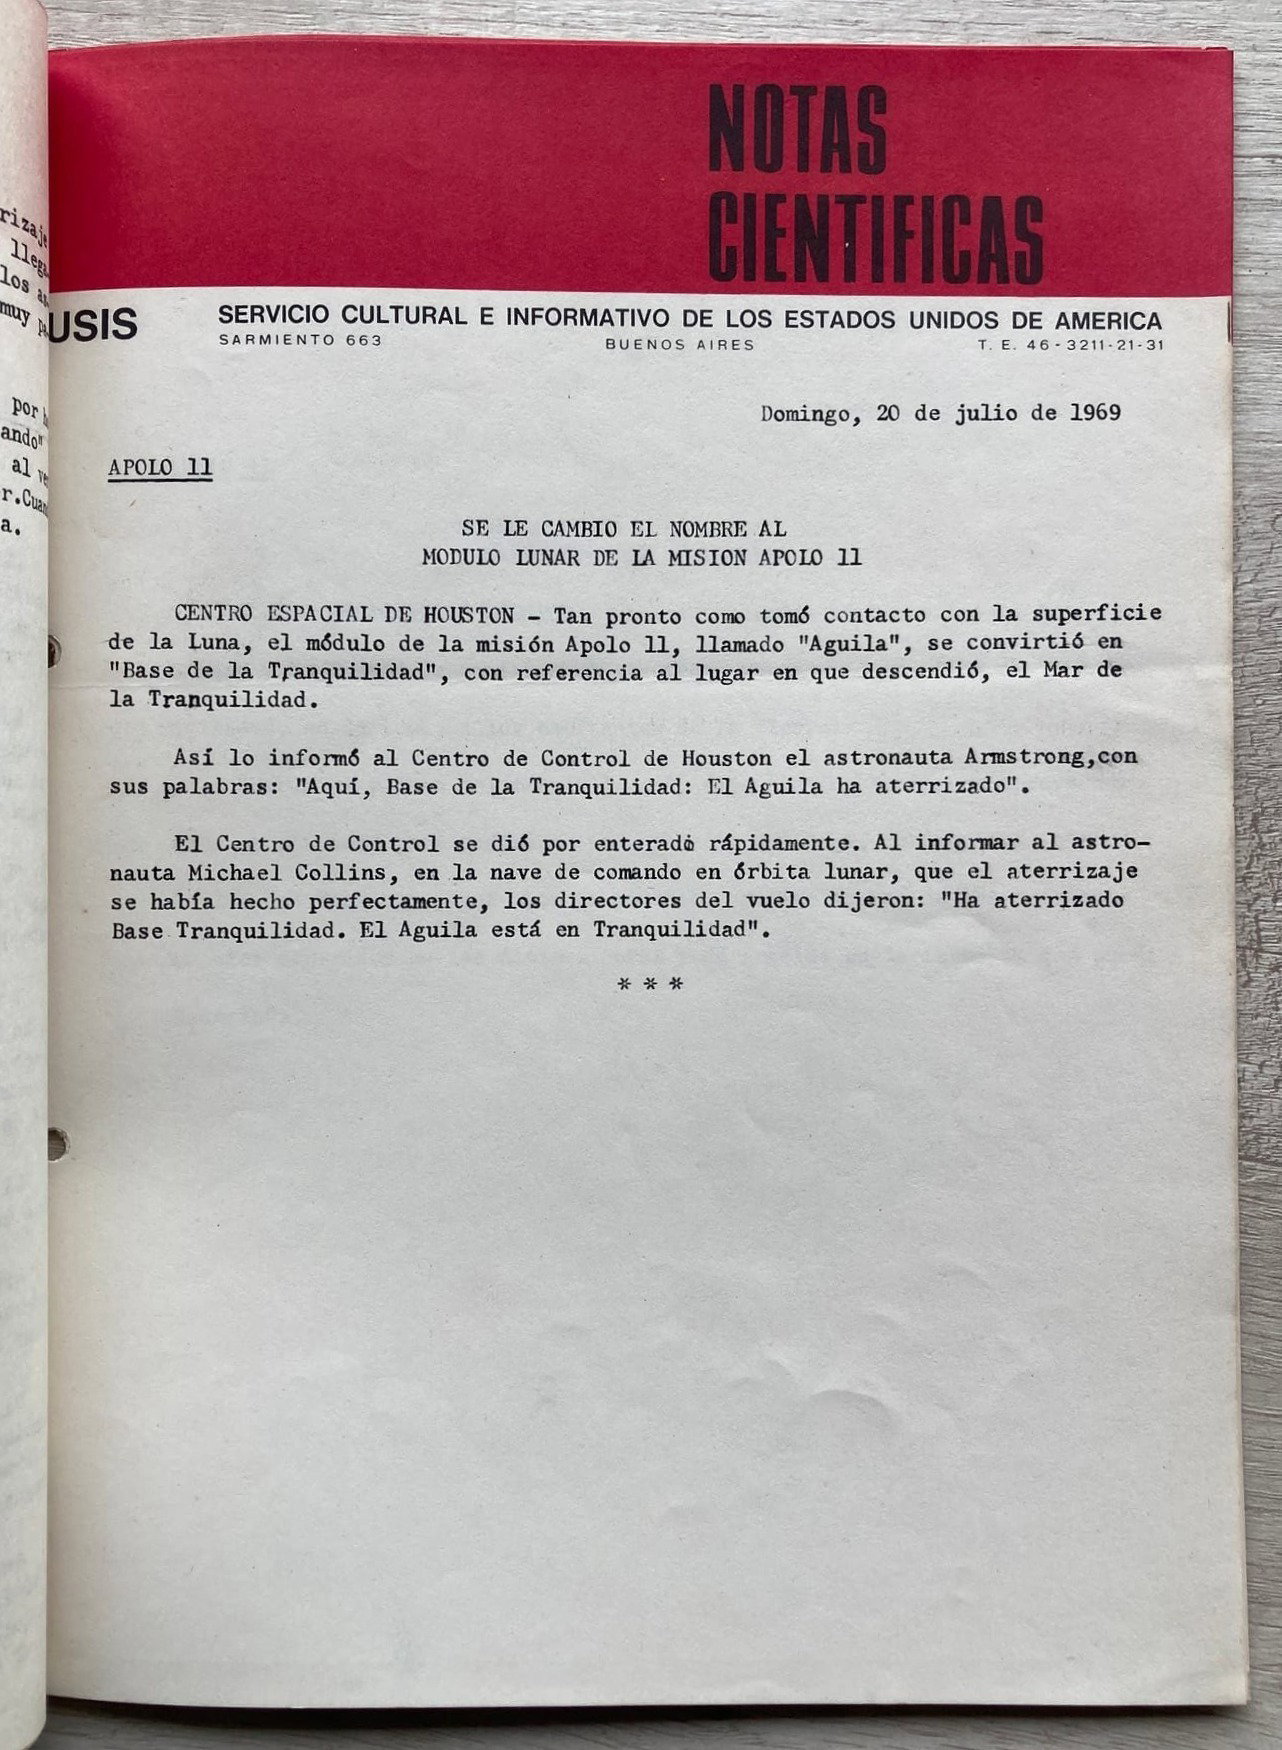 rizaje
los
muy
por
ando"
al
a.
NOTAS
CIENTIFICAS
USIS
SERVICIO CULTURAL E INFORMATIVO DE LOS ESTADOS UNIDOS DE AMERICA
SARMIENTO 663 BUENOS AIRES T. E. 46-3211-21-31
Domingo, 20 de julio de 1969
APOLO 11
SE LE CAMBIO EL NOMBRE AL
MODULO LUNAR DE LA MISION APOLO 11
CENTRO ESPACIAL DE HOUSTON - Tan pronto como tomó contacto con la superficie
de la Luna, el módulo de la misión Apolo 11, llamado "Aguila", se convirtió en
"Base de la Tranquilidad", con referencia al lugar en que descendió, el Mar de
la Tranquilidad.
Así lo informó al Centro de Control de Houston el astronauta Armstrong,con
sus palabras: "Aquí, Base de la Tranquilidad: El Aguila ha aterrizado".
El Centro de Control se dió por enterado rápidamente. Al informar al astro-
nauta Michael Collins, en la nave de comando en órbita lunar, que el aterrizaje
se había hecho perfectamente, los directores del vuelo dijeron: "Ha aterrizado
Base Tranquilidad. El Aguila está en Tranquilidad".
* * *